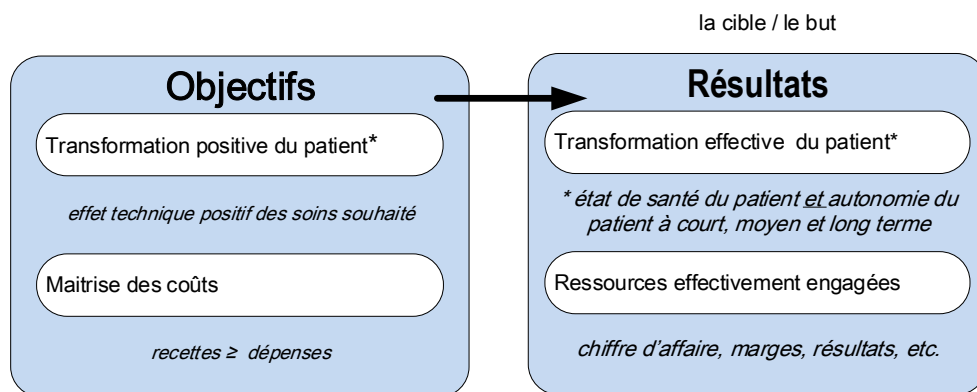 la cible / le but
Objectifs
Transformation positive du patient*
effet technique positif des soins souhaité
Maitrise des coûts
recettes ≥ dépenses
Résultats
Transformation effective du patient*
* état de santé du patient et autonomie du
patient à court, moyen et long terme
Ressources effectivement engagées
chiffre d'affaire, marges, résultats, etc.